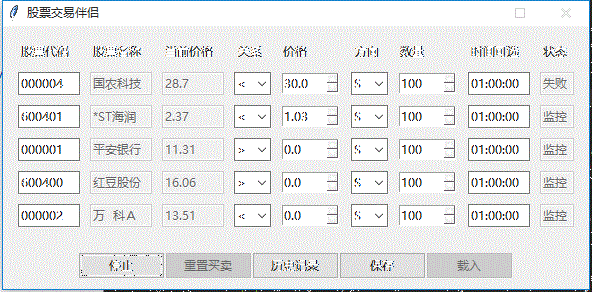 股票交易伴侣
股票代码 股票名称 当前价格 关系 价格 方向 数量 时间可选 状态
000004 国农科技 28.7 < 30.0 S 100 01:00:00 失败
600401 *ST海润 2.37 < 1.03 S 100 01:00:00 监控
000001 平安银行 11.31 > 0.0 S 100 01:00:00 监控
600400 红豆股份 16.06 > 0.0 S 100 01:00:00 监控
000002 万 科A 13.51 < 0.0 S 100 01:00:00 监控
停止 重置买卖 历史记录 保存 载入